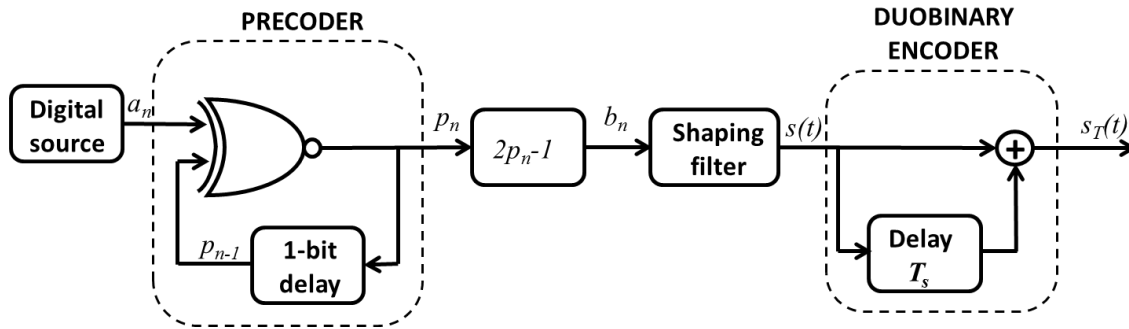 PRECODER
DUOBINARY
ENCODER
Digital
source
a_n
p_n
2p_n-1
b_n
Shaping
filter
s(t)
s_T(t)
+
p_{n-1}
1-bit
delay
Delay
T_s